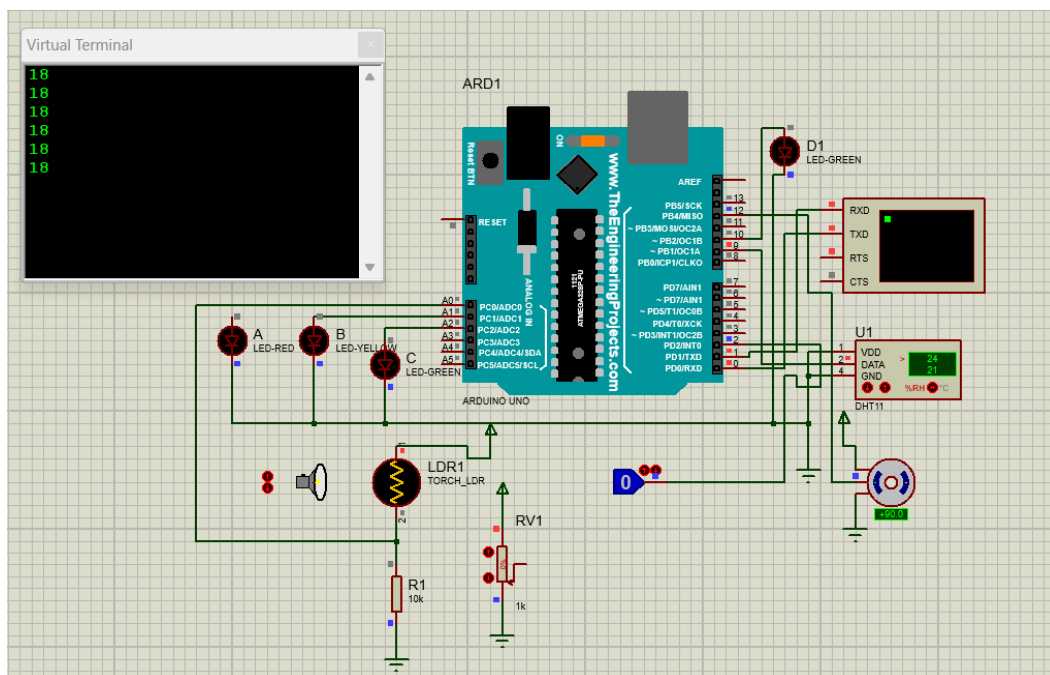 Virtual Terminal
18
18
18
18
18
18
ARD1
Reset BTN
ON
www.TheEngineeringProjects.com
1121
ATMEGA328P-PU
RESET
ANALOG IN
A0
A1
A2
A3
A4
A5
PC0/ADC0
PC1/ADC1
PC2/ADC2
PC3/ADC3
PC4/ADC4/SDA
PC5/ADC5/SCL
AREF
PB5/SCK
PB4/MISO
~ PB3/MOSI/OC2A
~ PB2/OC1B
~ PB1/OC1A
PB0/ICP1/CLKO
PD7/AIN1
~ PD7/AIN1
~ PD5/T1/OC0B
PD4/T0/XCK
~ PD3/INT1/OC2B
PD2/INT0
PD1/TXD
PD0/RXD
13
12
11
10
9
8
7
6
5
4
3
2
1
0
ARDUINO UNO
D1
LED-GREEN
RXD
TXD
RTS
CTS
U1
1
2
4
VDD
DATA
GND
>
24
21
%RH
°C
DHT11
A
LED-RED
B
LED-YELLOW
C
LED-GREEN
LDR1
TORCH_LDR
1
2
R1
10k
RV1
0%
1k
0
+90.0